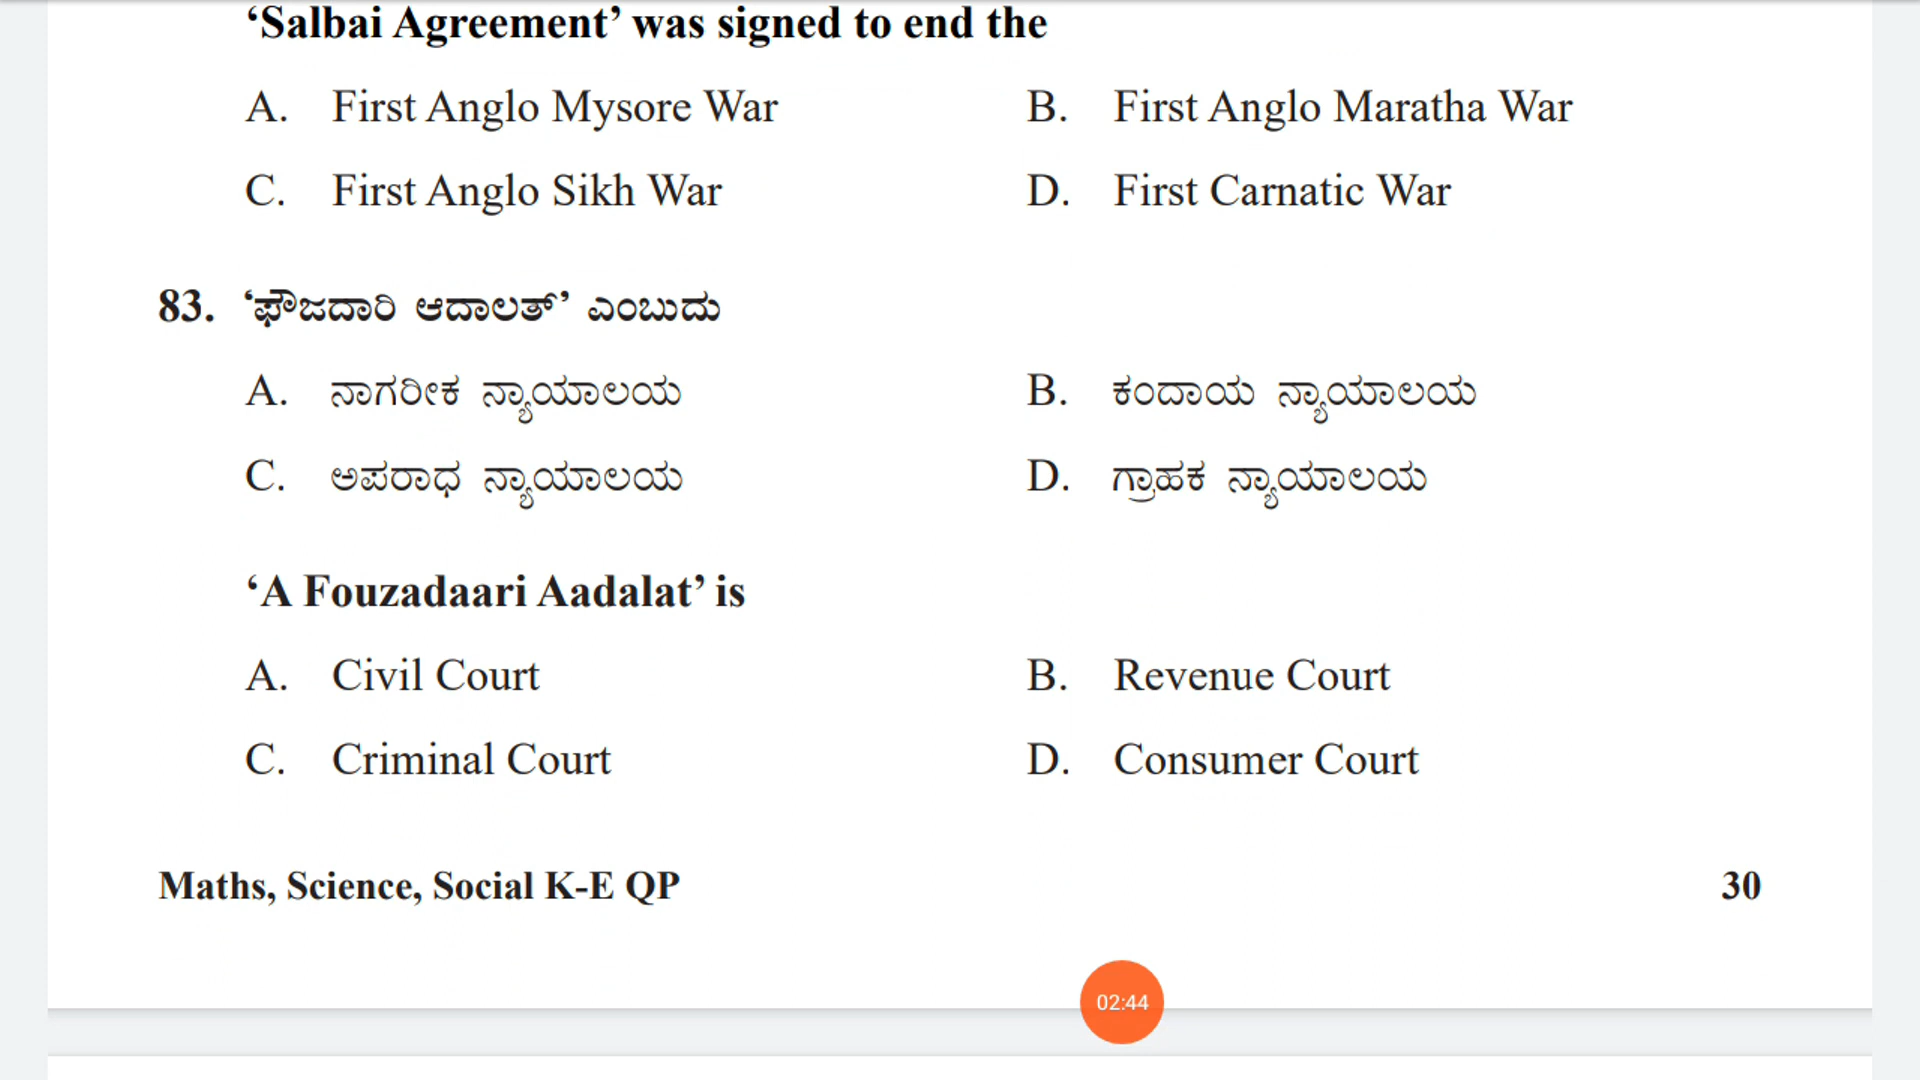 ‘Salbai Agreement’ was signed to end the
A. First Anglo Mysore War B. First Anglo Maratha War
C. First Anglo Sikh War D. First Carnatic War
83. ‘ಫೌಜದಾರಿ ಆದಾಲತ್’ ಎಂಬುದು
A. ನಾಗರೀಕ ನ್ಯಾಯಾಲಯ B. ಕಂದಾಯ ನ್ಯಾಯಾಲಯ
C. ಅಪರಾಧ ನ್ಯಾಯಾಲಯ D. ಗ್ರಾಹಕ ನ್ಯಾಯಾಲಯ
‘A Fouzadaari Aadalat’ is
A. Civil Court B. Revenue Court
C. Criminal Court D. Consumer Court
Maths, Science, Social K-E QP 30
02:44